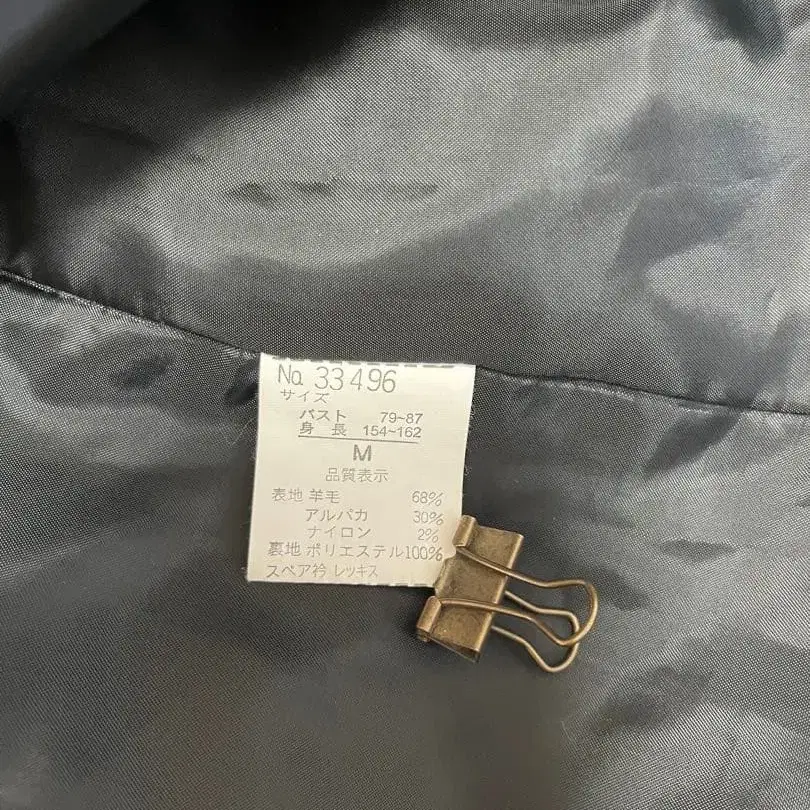 No. 33496
サイズ
バスト 79~87
身長 154~162
M
品質表示
表地 羊毛 68%
アルパカ 30%
ナイロン 2%
裏地 ポリエステル100%
スペア衿 レッキス